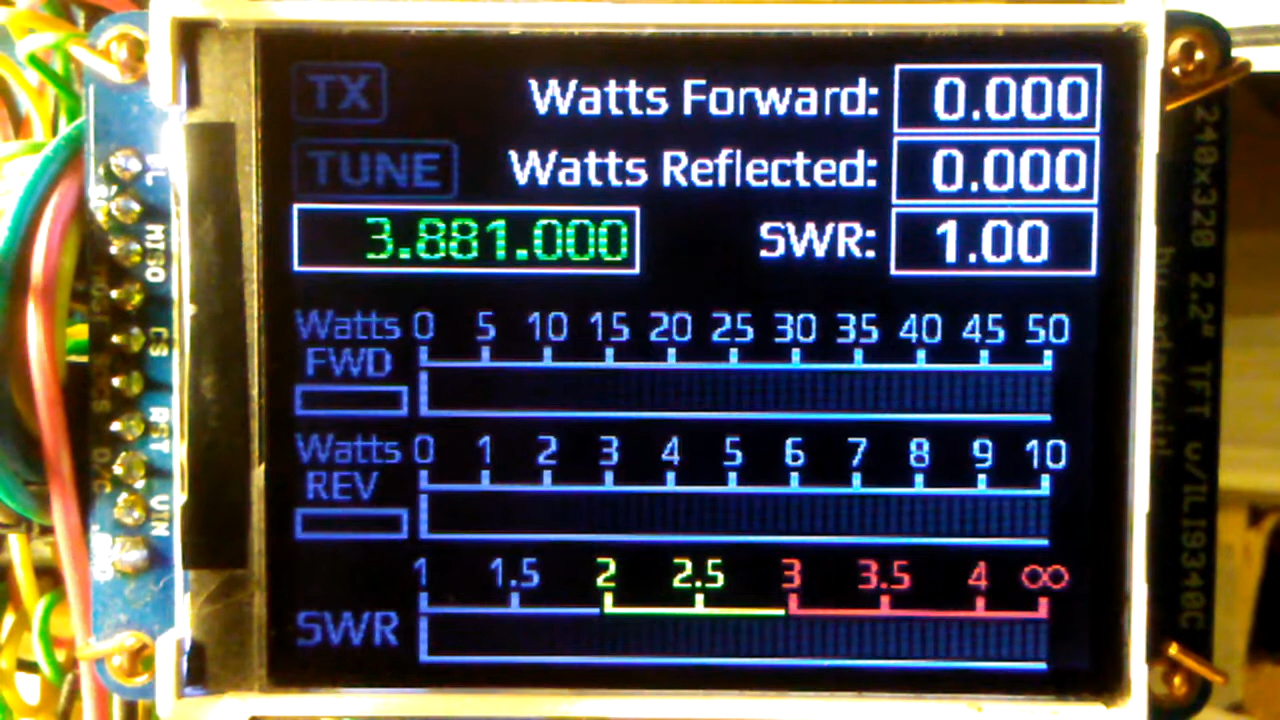 TX Watts Forward: 0.000
TUNE Watts Reflected: 0.000
3.881.000 SWR: 1.00
Watts 0 5 10 15 20 25 30 35 40 45 50
FWD
Watts 0 1 2 3 4 5 6 7 8 9 10
REV
1 1.5 2 2.5 3 3.5 4 ∞
SWR
MISO
CS
RST
VIN
240x320 2.2" TFT w/ILI9340C